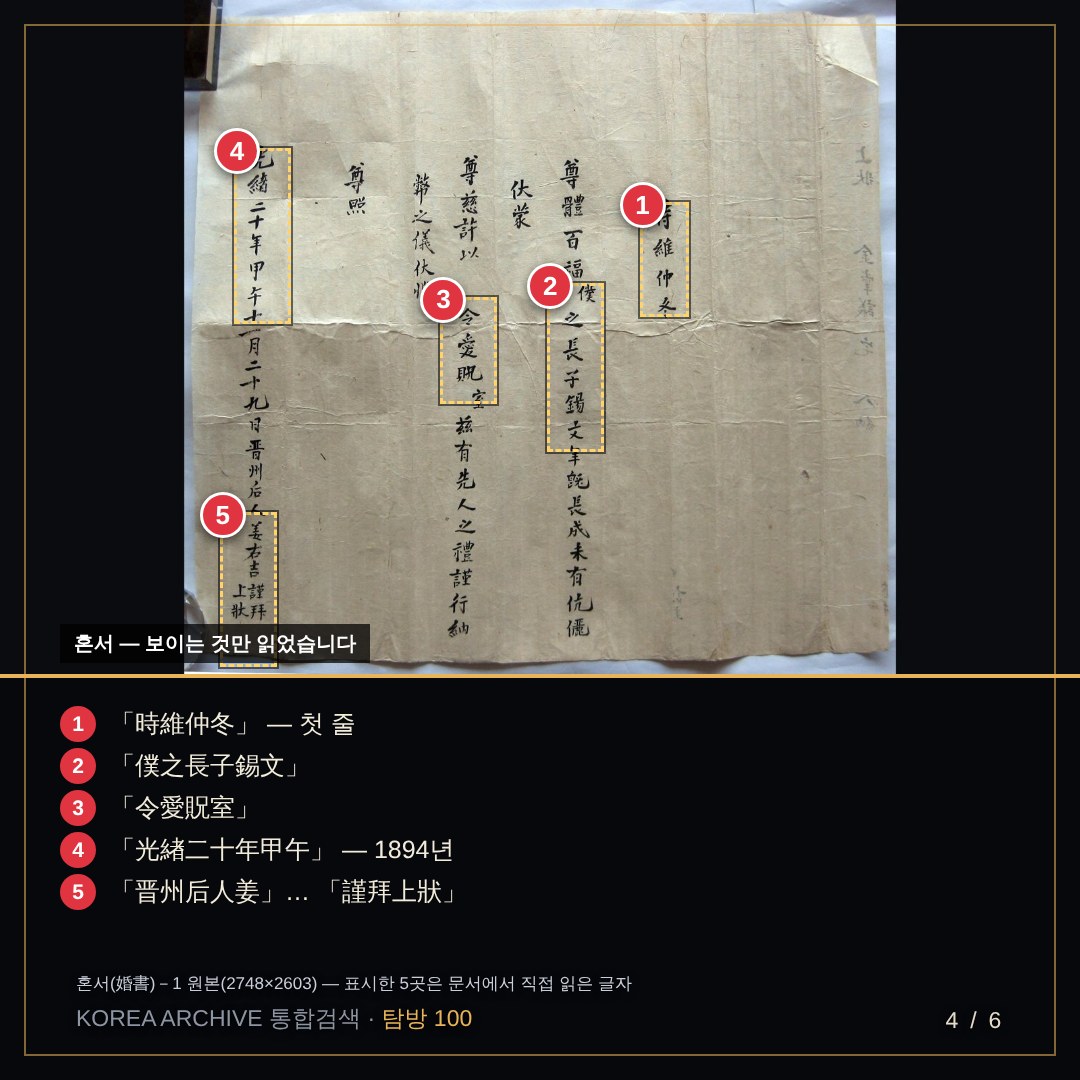 時維仲冬
尊體百福僕之長子錫文年旣長成未有伉儷
伏蒙
尊慈許以令愛貺室玆有先人之禮謹行納
幣之儀伏惟
尊照
光緖二十年甲午十一月二十九日晋州后人姜右吉謹拜
上狀
1
2
3
4
5
혼서 — 보이는 것만 읽었습니다
1 「時維仲冬」 — 첫 줄
2 「僕之長子錫文」
3 「令愛貺室」
4 「光緖二十年甲午」 — 1894년
5 「晋州后人姜」… 「謹拜上狀」
혼서(婚書) – 1 원본(2748×2603) — 표시한 5곳은 문서에서 직접 읽은 글자
KOREA ARCHIVE 통합검색 · 탐방 100
4 / 6